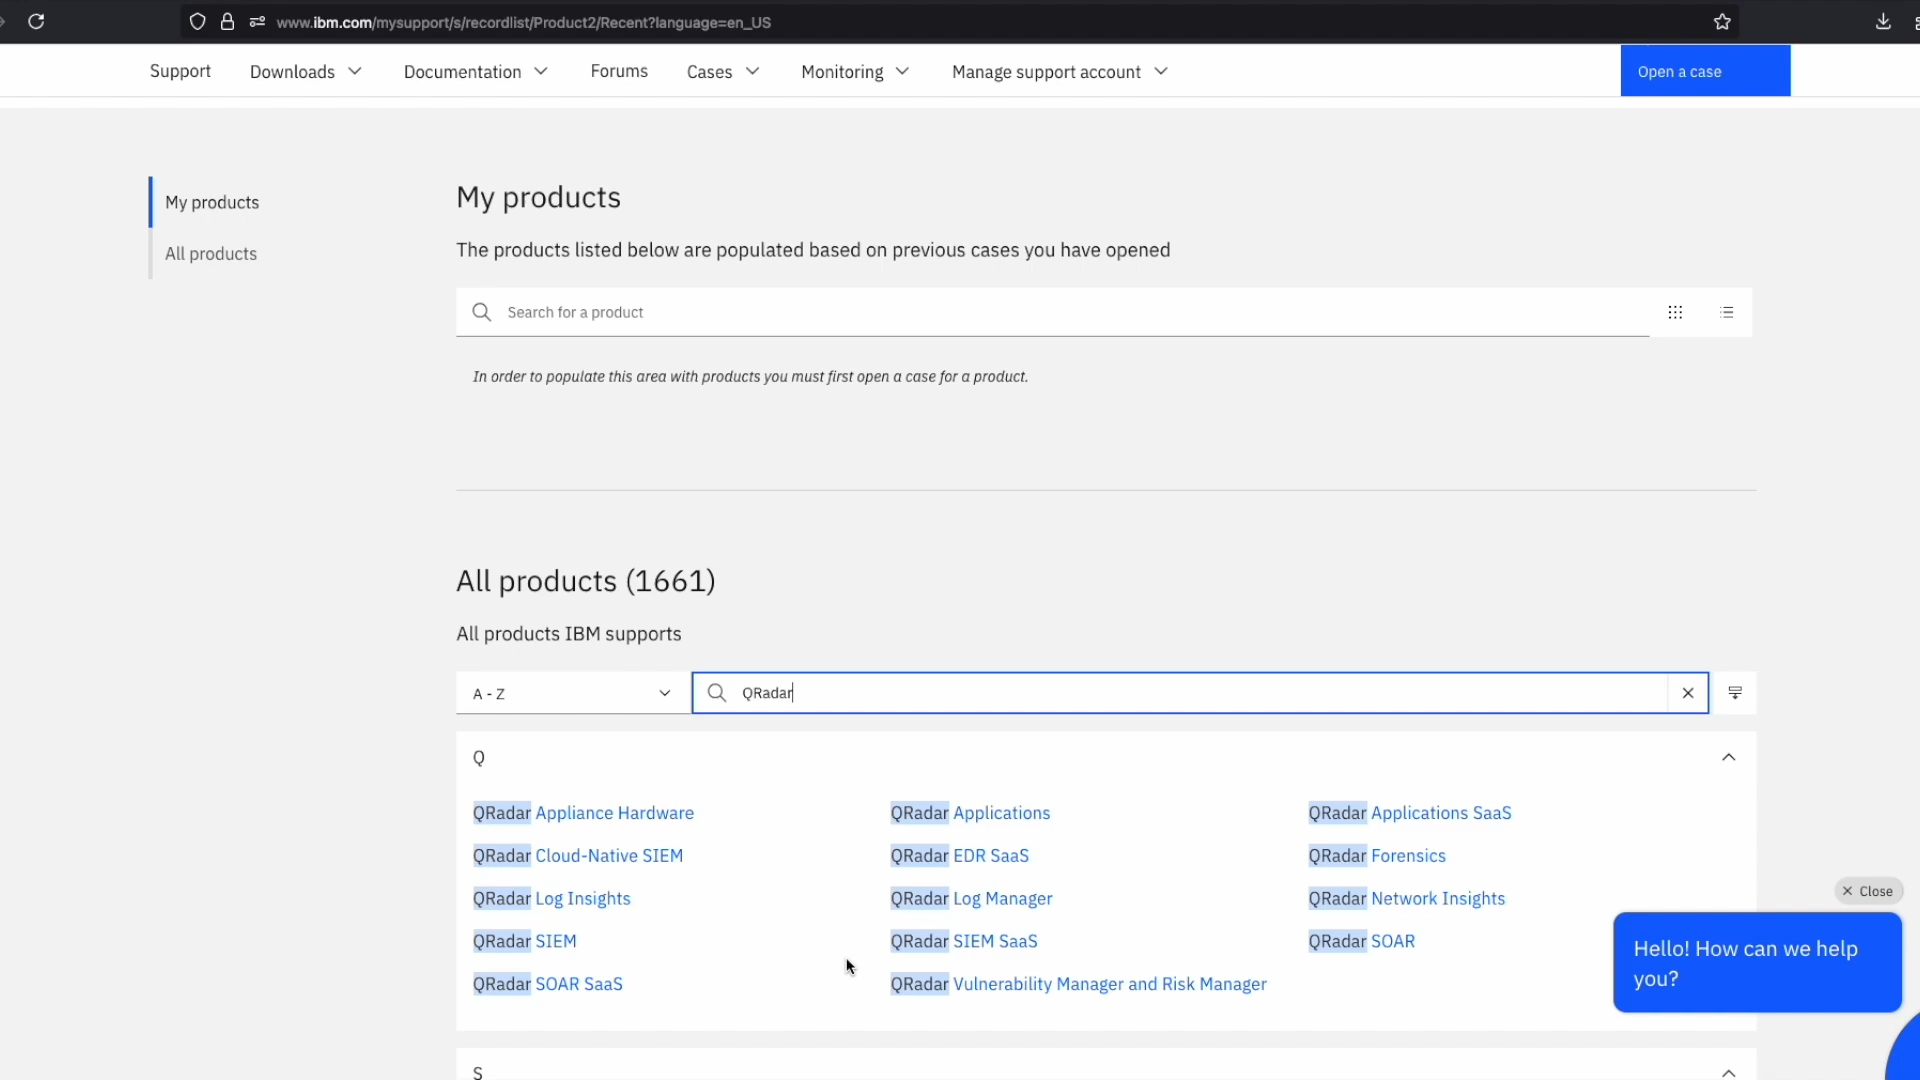 www.ibm.com/mysupport/s/recordlist/Product2/Recent?language=en_US
Support Downloads Documentation Forums Cases Monitoring Manage support account Open a case
My products
All products
My products
The products listed below are populated based on previous cases you have opened
Search for a product
In order to populate this area with products you must first open a case for a product.
All products (1661)
All products IBM supports
A - Z QRadar
Q
QRadar Appliance Hardware QRadar Applications QRadar Applications SaaS
QRadar Cloud-Native SIEM QRadar EDR SaaS QRadar Forensics
QRadar Log Insights QRadar Log Manager QRadar Network Insights
QRadar SIEM QRadar SIEM SaaS QRadar SOAR
QRadar SOAR SaaS QRadar Vulnerability Manager and Risk Manager
Close
Hello! How can we help
you?
S